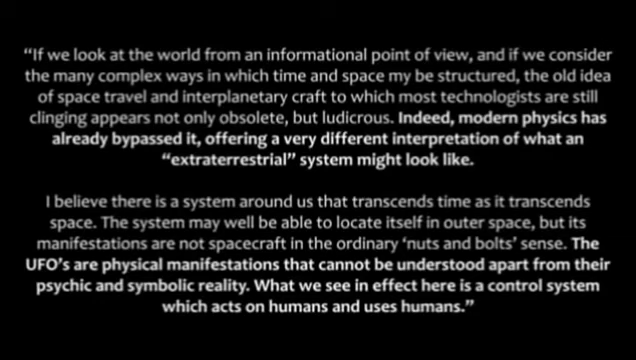 “If we look at the world from an informational point of view, and if we consider
the many complex ways in which time and space my be structured, the old idea
of space travel and interplanetary craft to which most technologists are still
clinging appears not only obsolete, but ludicrous. Indeed, modern physics has
already bypassed it, offering a very different interpretation of what an
“extraterrestrial” system might look like.
I believe there is a system around us that transcends time as it transcends
space. The system may well be able to locate itself in outer space, but its
manifestations are not spacecraft in the ordinary ‘nuts and bolts’ sense. The
UFO’s are physical manifestations that cannot be understood apart from their
psychic and symbolic reality. What we see in effect here is a control system
which acts on humans and uses humans.”